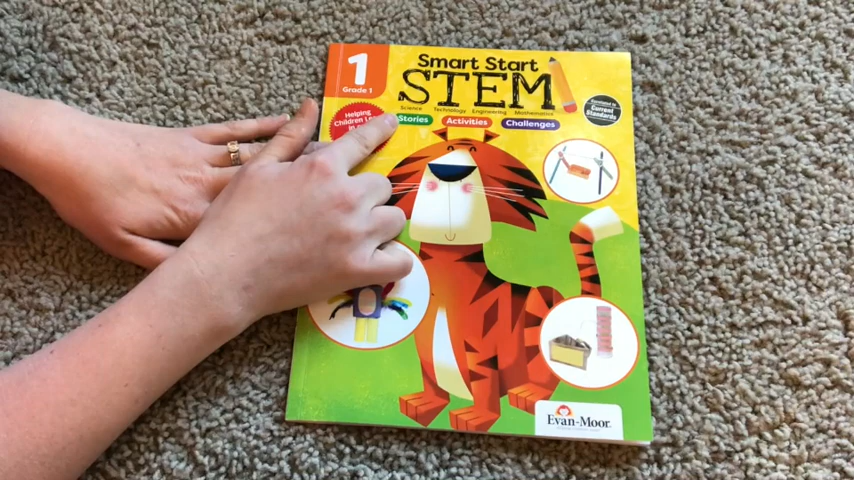 1
Grade 1
Smart Start
STEM
Science Technology Engineering Mathematics
Stories Activities Challenges
Helping
Children Le
Correlated to
Current
Standards
Evan-Moor